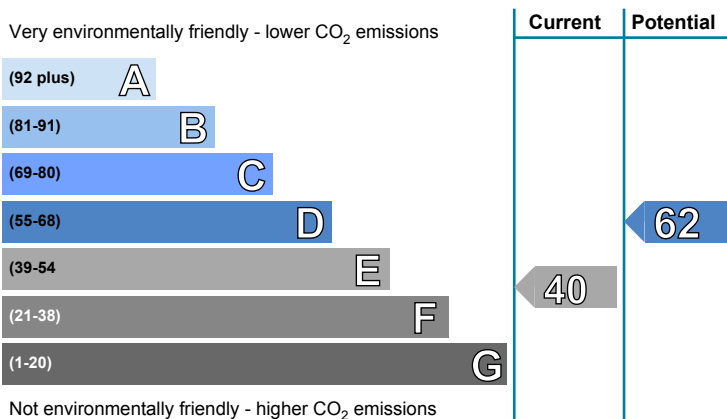 Current Potential
Very environmentally friendly - lower CO2 emissions
(92 plus) A
(81-91) B
(69-80) C
(55-68) D 62
(39-54 E
40
(21-38) F
(1-20) G
Not environmentally friendly - higher CO2 emissions